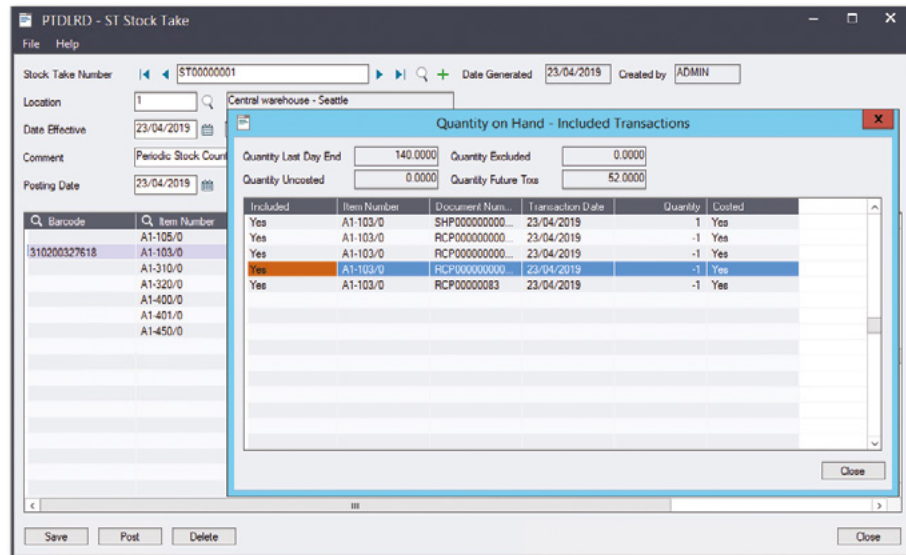 PTDLRD - ST Stock Take
File Help
Stock Take Number ST00000001 Date Generated 23/04/2019 Created by ADMIN
Location 1 Central warehouse - Seattle
Date Effective 23/04/2019
Comment Periodic Stock Count
Posting Date 23/04/2019
Barcode Item Number
A1-105/0
310200327618 A1-103/0
A1-310/0
A1-320/0
A1-400/0
A1-401/0
A1-450/0
Quantity on Hand - Included Transactions
Quantity Last Day End 140.0000 Quantity Excluded 0.0000
Quantity Uncosted 0.0000 Quantity Future Trxs 52.0000
Included Item Number Document Num... Transaction Date Quantity Costed
Yes A1-103/0 SHP000000000... 23/04/2019 1 Yes
Yes A1-103/0 RCP000000000... 23/04/2019 -1 Yes
Yes A1-103/0 RCP000000000... 23/04/2019 -1 Yes
Yes A1-103/0 RCP000000000... 23/04/2019 -1 Yes
Yes A1-103/0 RCP00000083 23/04/2019 -1 Yes
Close
Save Post Delete Close